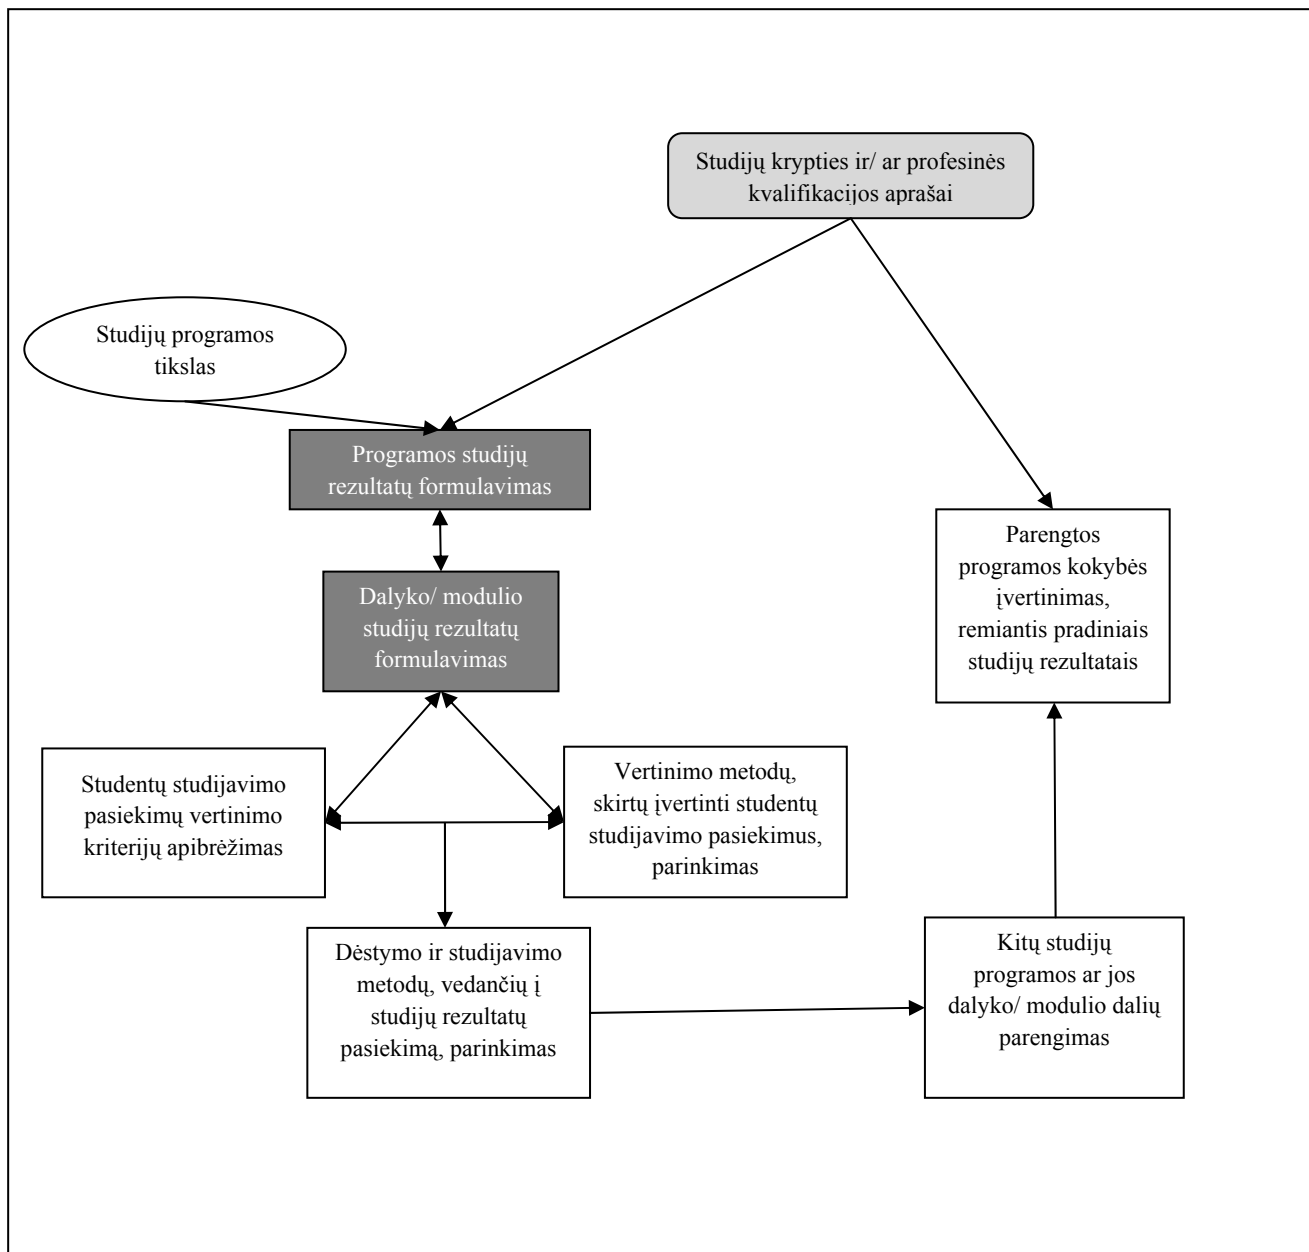 Studijų krypties ir/ ar profesinės
kvalifikacijos aprašai
Studijų programos
tikslas
Programos studijų
rezultatų formulavimas
Dalyko/ modulio
studijų rezultatų
formulavimas
Parengtos
programos kokybės
įvertinimas,
remiantis pradiniais
studijų rezultatais
Studentų studijavimo
pasiekimų vertinimo
kriterijų apibrėžimas
Vertinimo metodų,
skirtų įvertinti studentų
studijavimo pasiekimus,
parinkimas
Dėstymo ir studijavimo
metodų, vedančių į
studijų rezultatų
pasiekimą, parinkimas
Kitų studijų
programos ar jos
dalyko/ modulio dalių
parengimas